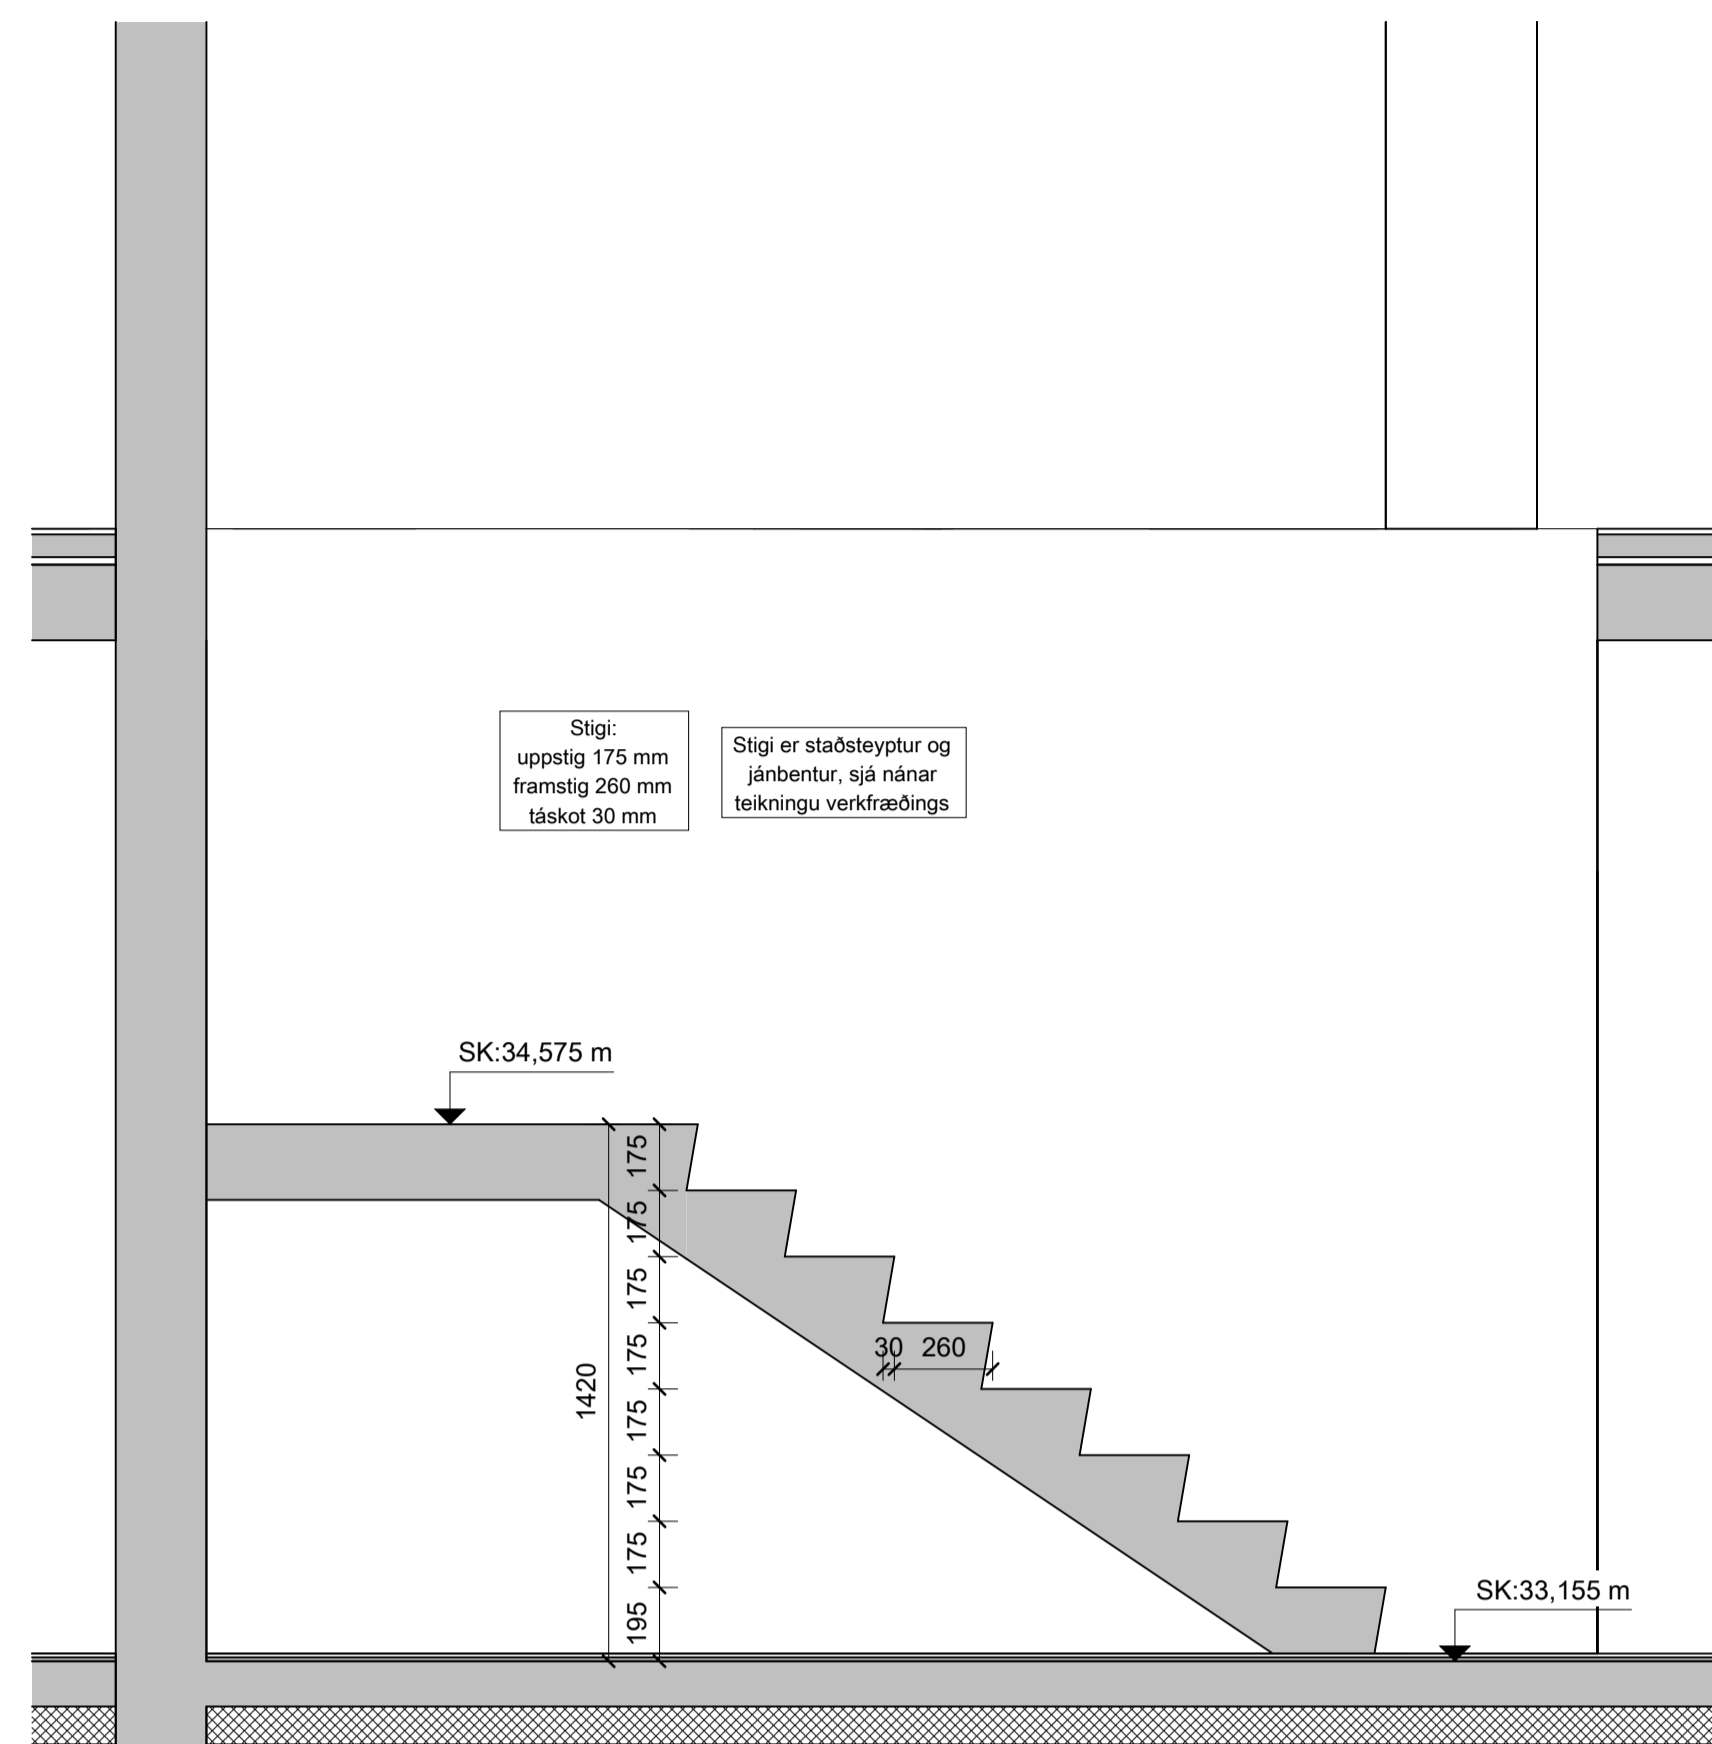 Stigi:
uppstig 175 mm
framstig 260 mm
táskot 30 mm
Stigi er staðsteyptur og
jánbentur, sjá nánar
teikningu verkfræðings
SK:34,575 m
175
175
175
30 260
175
1420
175
175
175
195
SK:33,155 m